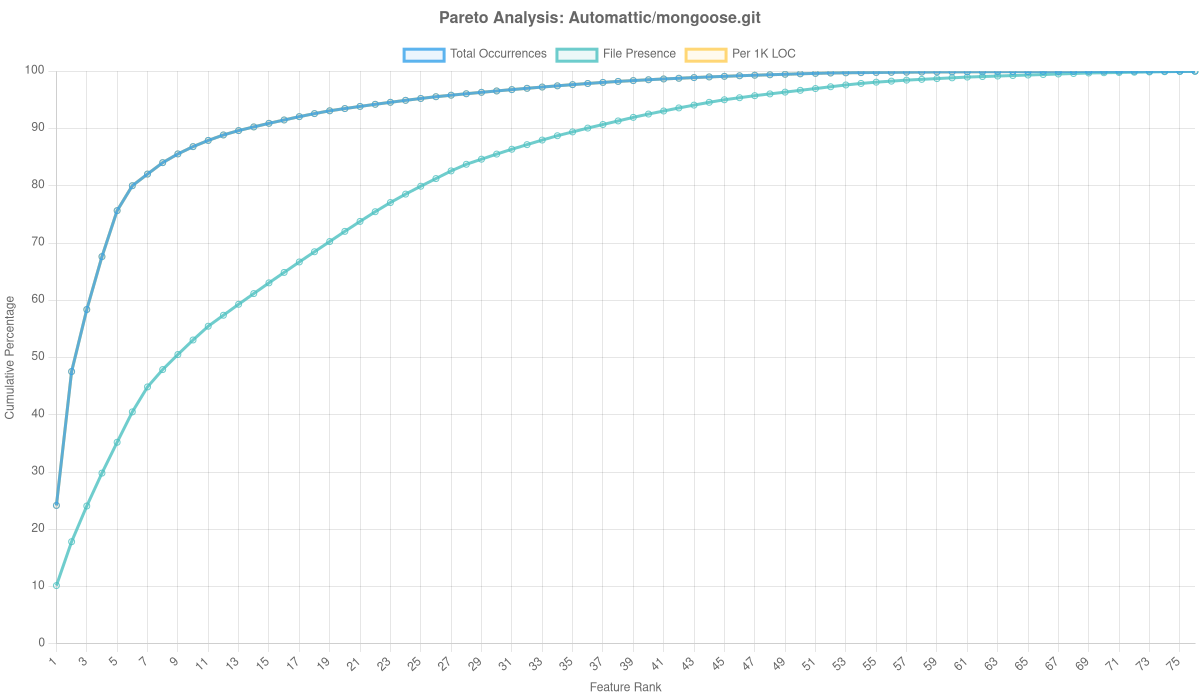 Pareto Analysis: Automattic/mongoose.git
Total Occurrences File Presence Per 1K LOC
Cumulative Percentage
100
90
80
70
60
50
40
30
20
10
0
1 3 5 7 9 11 13 15 17 19 21 23 25 27 29 31 33 35 37 39 41 43 45 47 49 51 53 55 57 59 61 63 65 67 69 71 73 75
Feature Rank